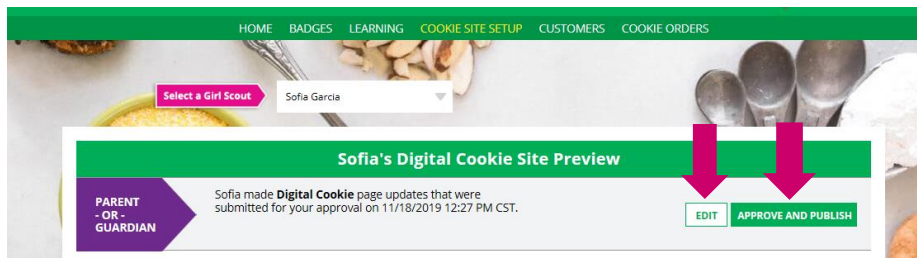 HOME BADGES LEARNING COOKIE SITE SETUP CUSTOMERS COOKIE ORDERS
Select a Girl Scout Sofia Garcia
Sofia's Digital Cookie Site Preview
PARENT
- OR -
GUARDIAN
Sofia made Digital Cookie page updates that were
submitted for your approval on 11/18/2019 12:27 PM CST.
EDIT APPROVE AND PUBLISH